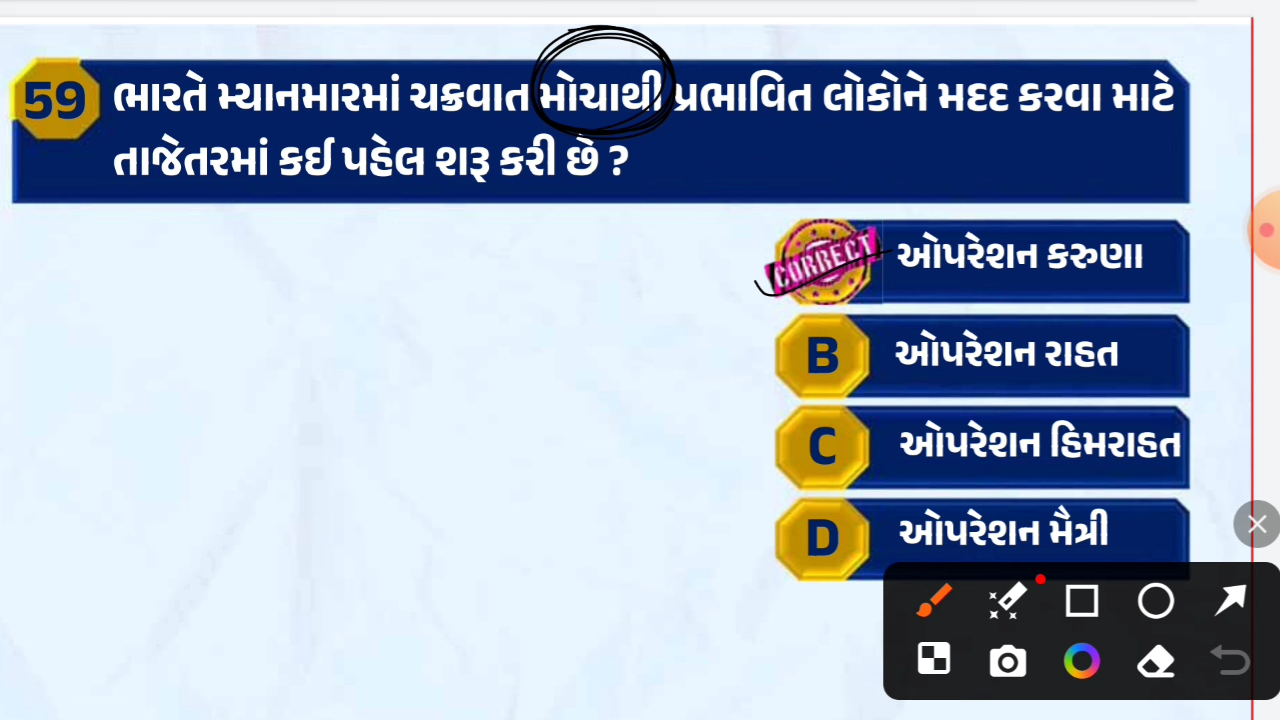 59
ભારતે મ્યાનમારમાં ચક્રવાત મોચાથી પ્રભાવિત લોકોને મદદ કરવા માટે
તાજેતરમાં કઈ પહેલ શરૂ કરી છે ?
CORRECT ઓપરેશન કરુણા
B ઓપરેશન રાહત
C ઓપરેશન હિમરાહત
D ઓપરેશન મૈત્રી